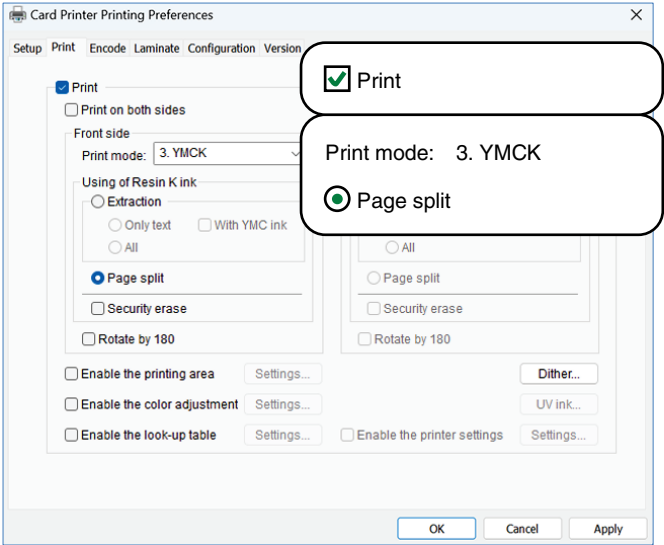 Card Printer Printing Preferences
Setup Print Encode Laminate Configuration Version
Print
Print on both sides
Front side
Print mode: 3. YMCK
Using of Resin K ink
Extraction
Only text With YMC ink
All
Page split
Security erase
Rotate by 180
Print
Print mode: 3. YMCK
Page split
All
Page split
Security erase
Rotate by 180
Enable the printing area Settings... Dither...
Enable the color adjustment Settings... UV ink...
Enable the look-up table Settings... Enable the printer settings Settings...
OK Cancel Apply